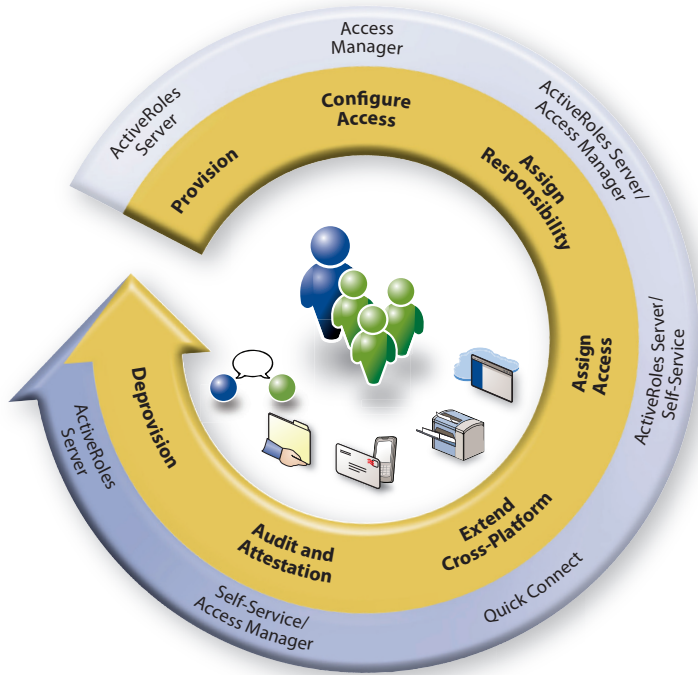 ActiveRoles
Server
Provision
Access
Manager
Configure
Access
ActiveRoles Server/
Access Manager
Assign
Responsibility
ActiveRoles Server/
Self-Service
Assign
Access
Quick Connect
Extend
Cross-Platform
Self-Service/
Access Manager
Audit and
Attestation
ActiveRoles
Server
Deprovision